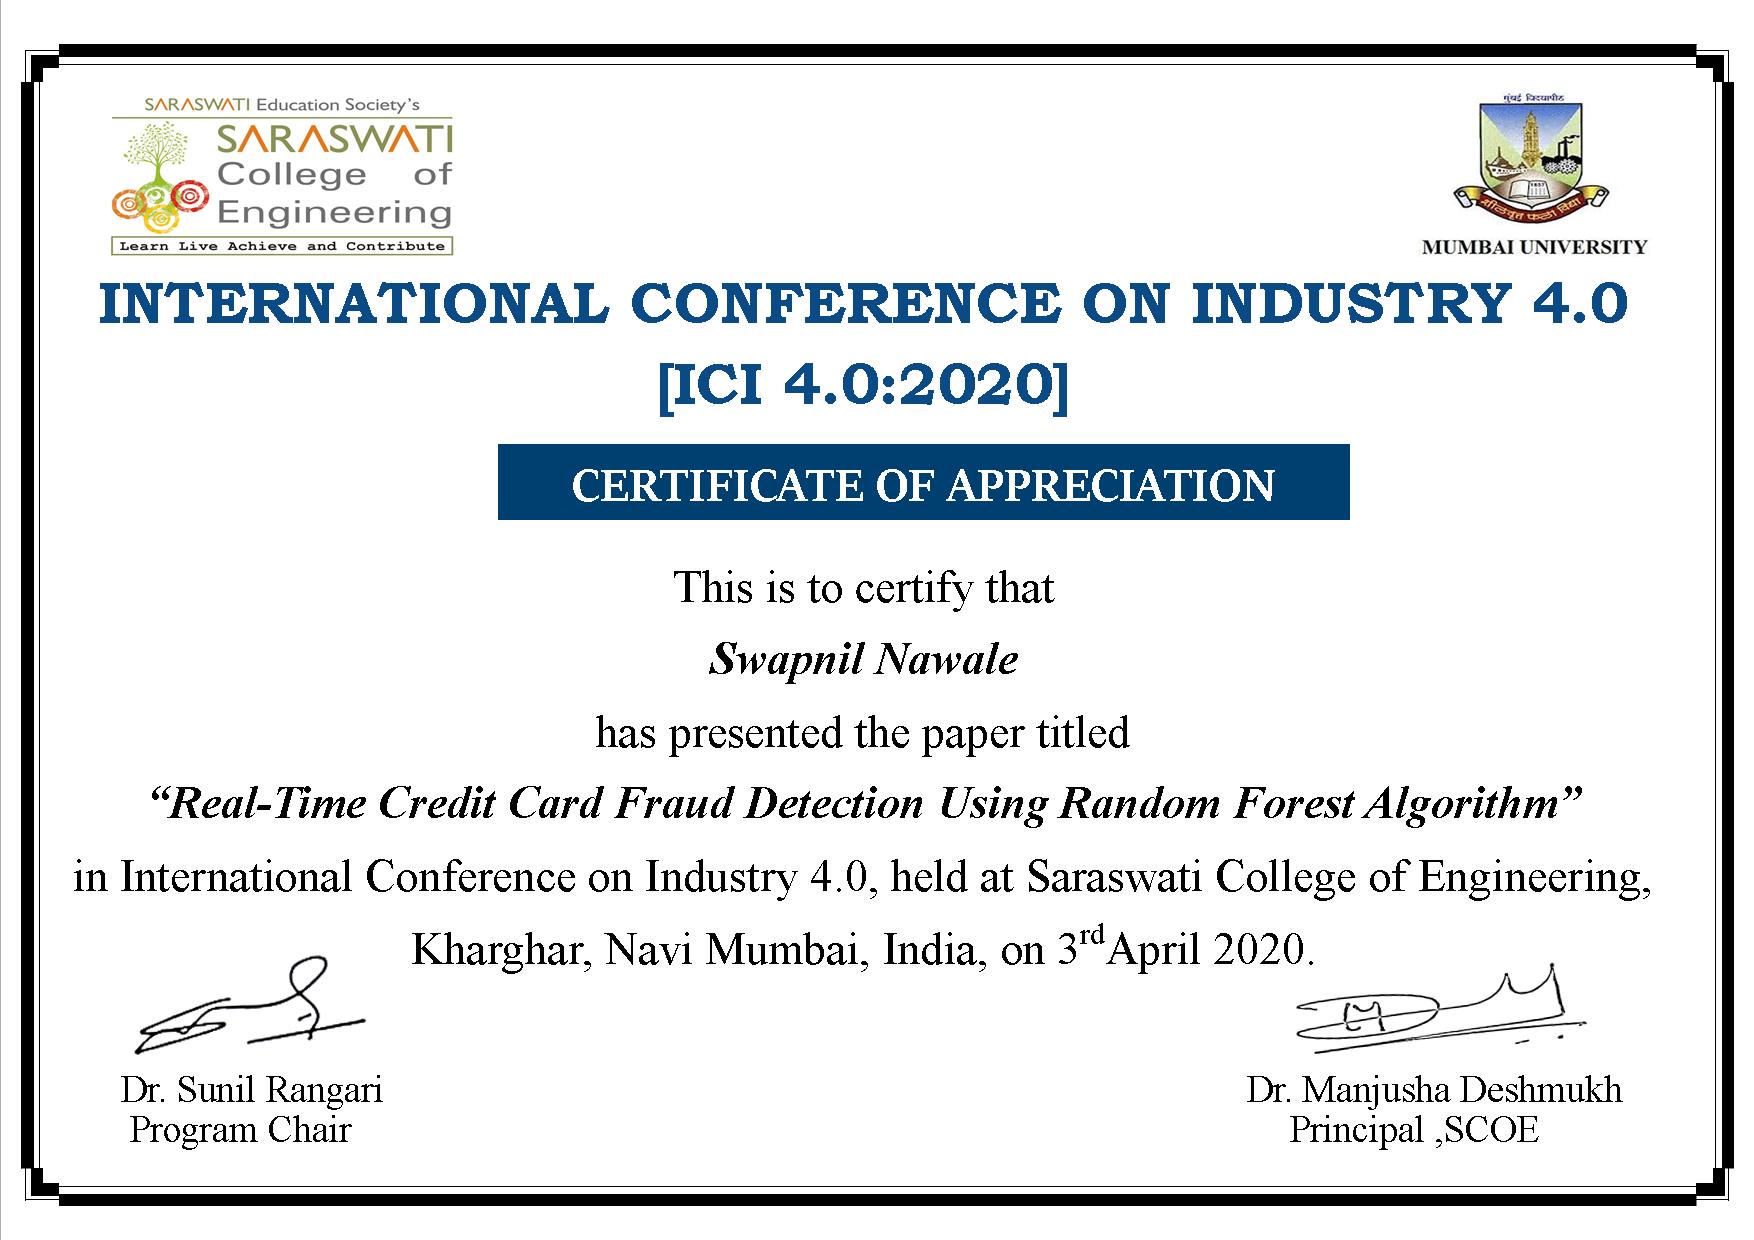 SARASWATI Education Society's
SARASWATI
College of
Engineering
Learn Live Achieve and Contribute
मुंबई विद्यापीठ
1857
शीलवृत्त फला विद्या
MUMBAI UNIVERSITY
INTERNATIONAL CONFERENCE ON INDUSTRY 4.0
[ICI 4.0:2020]
CERTIFICATE OF APPRECIATION
This is to certify that
Swapnil Nawale
has presented the paper titled
“Real-Time Credit Card Fraud Detection Using Random Forest Algorithm”
in International Conference on Industry 4.0, held at Saraswati College of Engineering,
Kharghar, Navi Mumbai, India, on 3rd April 2020.
Dr. Sunil Rangari
Program Chair
Dr. Manjusha Deshmukh
Principal ,SCOE